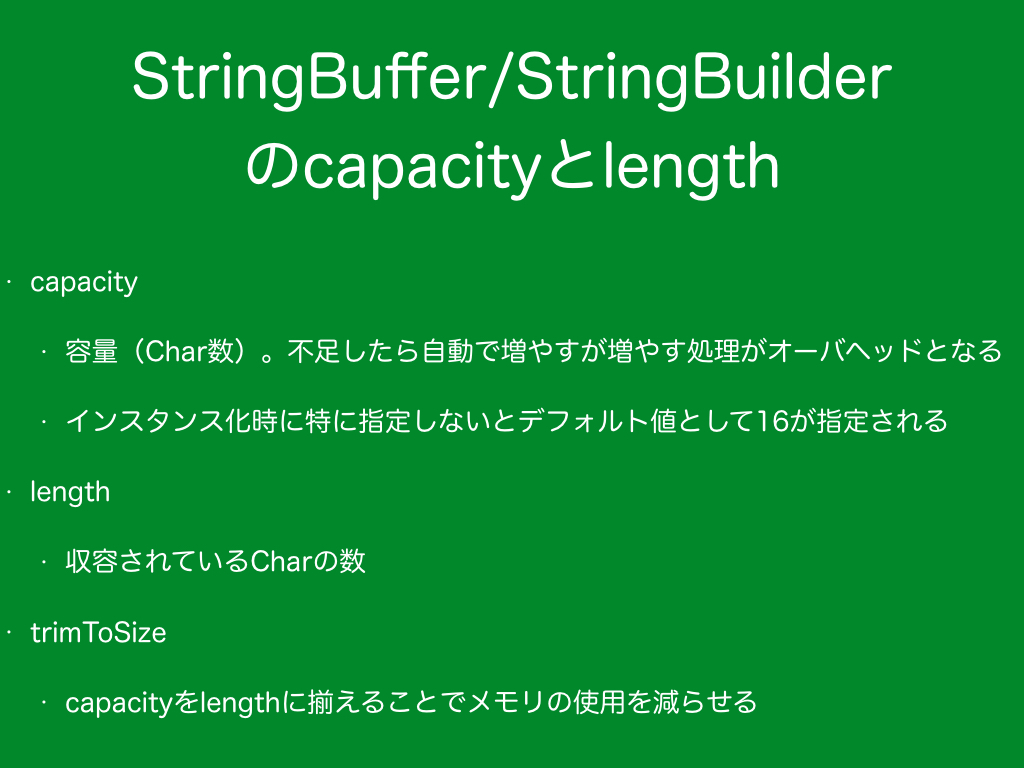 StringBuffer/StringBuilder
のcapacityとlength
・ capacity
・ 容量（Char数）。不足したら自動で増やすが増やす処理がオーバヘッドとなる
・ インスタンス化時に特に指定しないとデフォルト値として16が指定される
・ length
・ 収容されているCharの数
・ trimToSize
・ capacityをlengthに揃えることでメモリの使用を減らせる